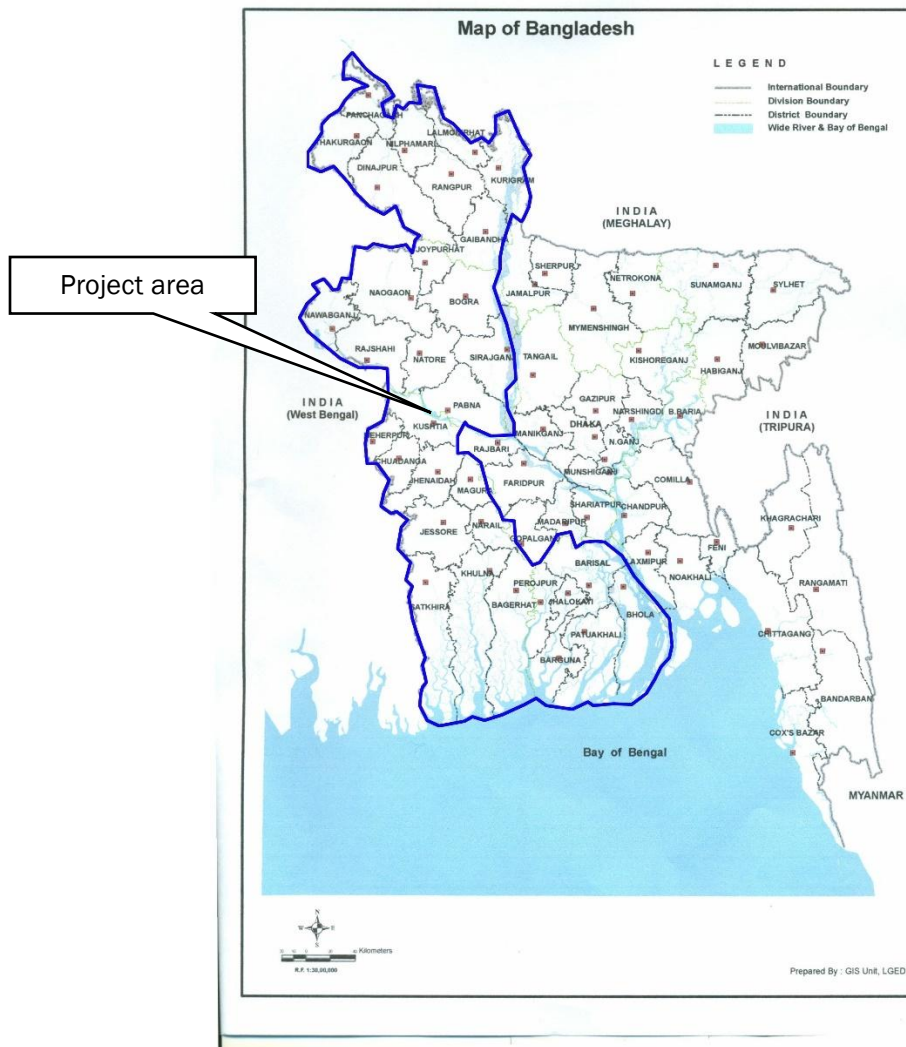 Map of Bangladesh
LEGEND
International Boundary
Division Boundary
District Boundary
Wide River & Bay of Bengal
PANCHAGARH
THAKURGAON
NILPHAMARI
LALMONIRHAT
DINAJPUR
RANGPUR
KURIGRAM
INDIA
(MEGHALAY)
GAIBANDHA
JOYPURHAT
SHERPUR
NETROKONA
SUNAMGANJ
SYLHET
Project area
JAMALPUR
NAOGAON
BOGRA
NAWABGANJ
MYMENSHINGH
MOULVIBAZAR
RAJSHAHI
NATORE
SIRAJGANJ
TANGAIL
KISHOREGANJ
HABIGANJ
INDIA
(West Bengal)
PABNA
GAZIPUR
NARSHINGDI
B.BARIA
INDIA
(TRIPURA)
KUSHTIA
MANIKGANJ
DHAKA
MEHERPUR
RAJBARI
N.GANJ
CHUADANGA
JHENAIDAH
MUNSHIGANJ
COMILLA
MAGURA
FARIDPUR
SHARIATPUR
CHANDPUR
KHAGRACHARI
JESSORE
NARAIL
MADARIPUR
GOPALGANJ
FENI
BARISAL
LAXMIPUR
NOAKHALI
KHULNA
PEROJPUR
RANGAMATI
SATKHIRA
BAGERHAT
JHALOKATI
BHOLA
PATUAKHALI
CHITTAGANG
BARGUNA
BANDARBAN
COX'S BAZAR
Bay of Bengal
MYANMAR
N
W
E
S
Kilometers
R.F. 1:30,00,000
Prepared By : GIS Unit, LGED